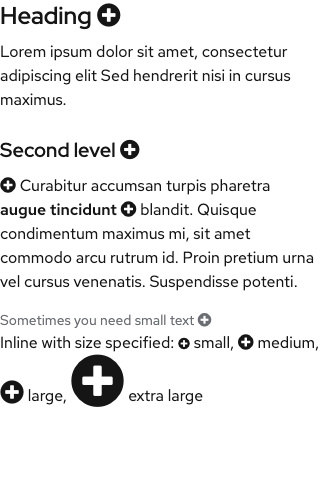 Heading
Lorem ipsum dolor sit amet, consectetur
adipiscing elit Sed hendrerit nisi in cursus
maximus.
Second level
Curabitur accumsan turpis pharetra
augue tincidunt blandit. Quisque
condimentum maximus mi, sit amet
commodo arcu rutrum id. Proin pretium urna
vel cursus venenatis. Suspendisse potenti.
Sometimes you need small text
Inline with size specified: small, medium,
large, extra large